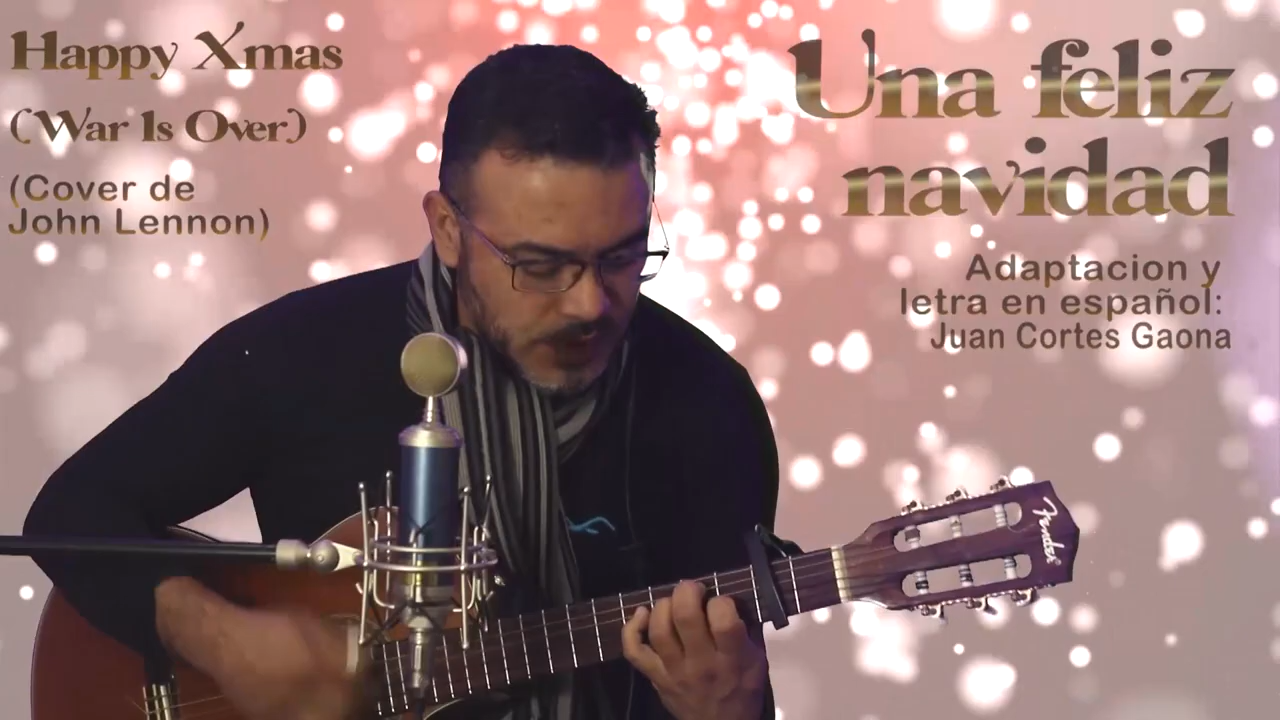 Happy Xmas
(War Is Over)
(Cover de
John Lennon)
Una feliz
navidad
Adaptacion y
letra en español:
Juan Cortes Gaona
Fender